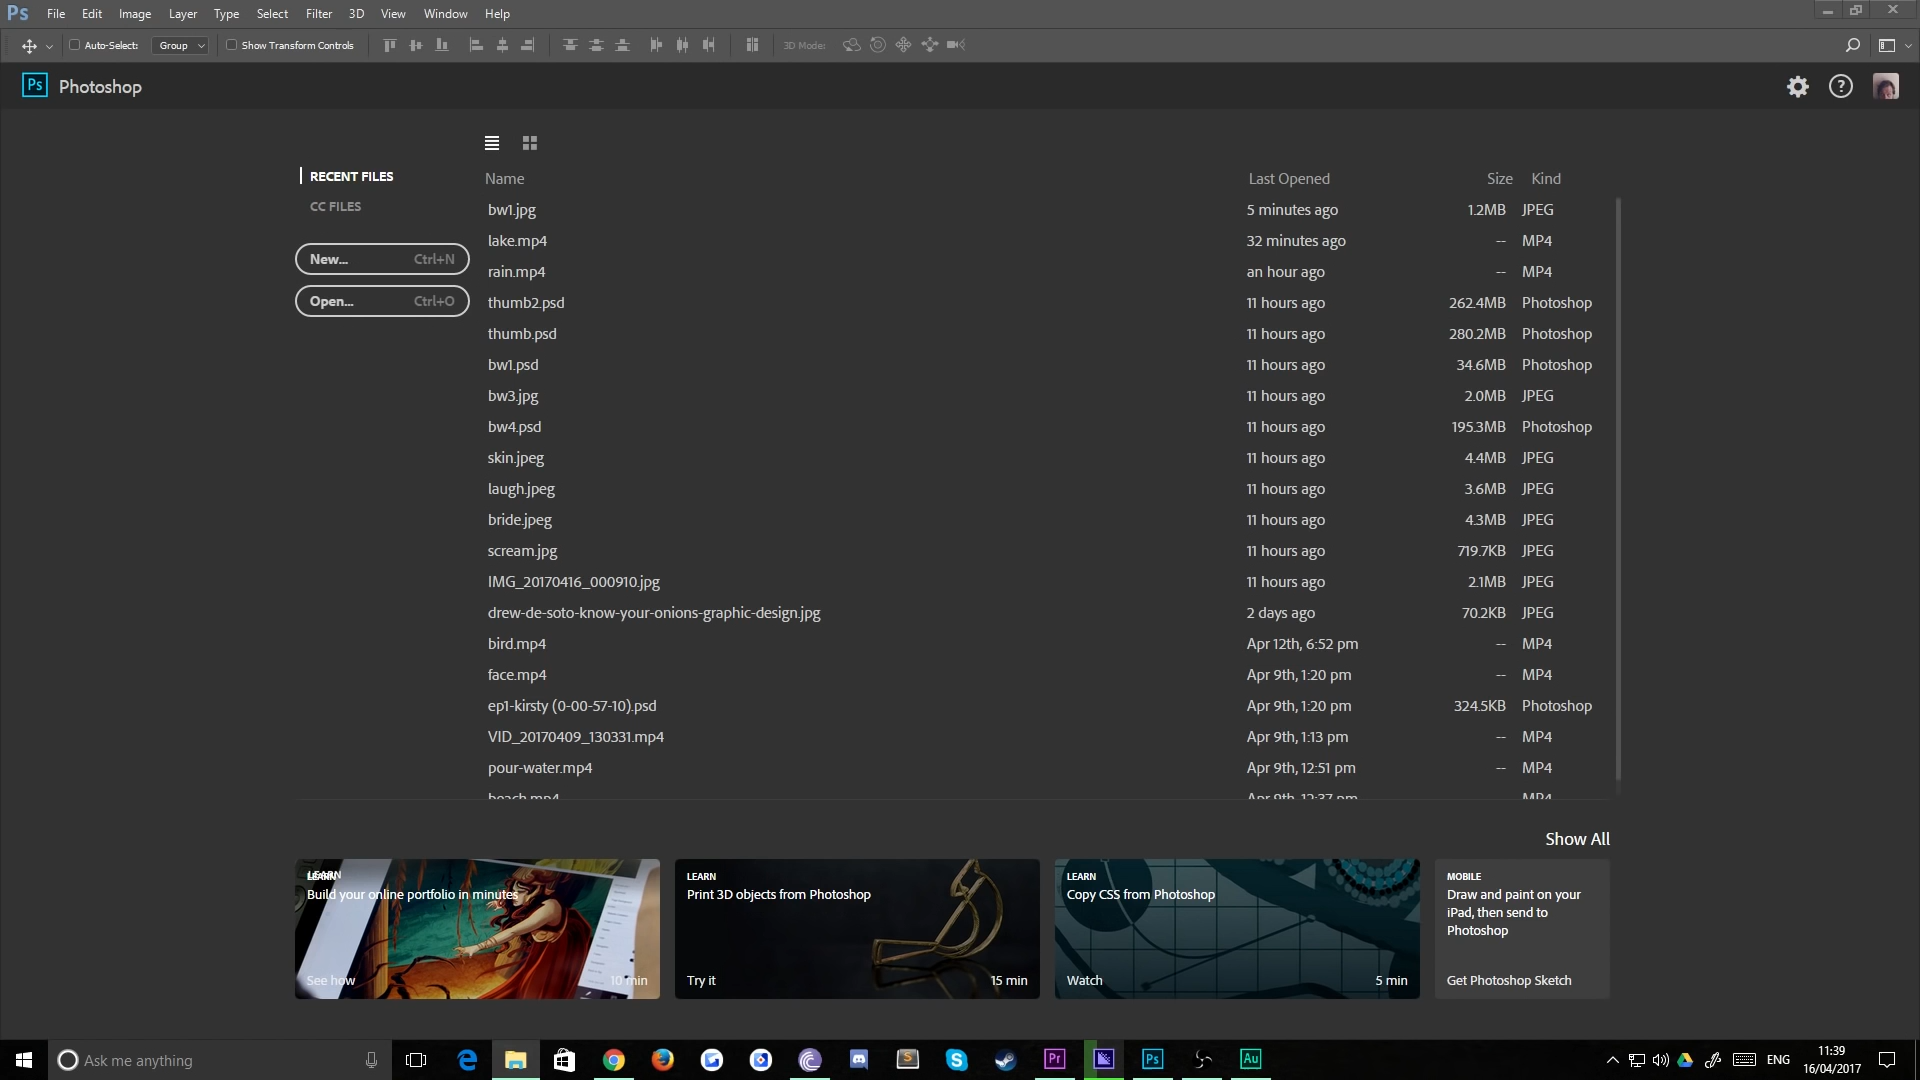 Ps File Edit Image Layer Type Select Filter 3D View Window Help
Auto-Select: Group Show Transform Controls 3D Mode:
Ps Photoshop
RECENT FILES
CC FILES
New... Ctrl+N
Open... Ctrl+O
Name Last Opened Size Kind
bw1.jpg 5 minutes ago 1.2MB JPEG
lake.mp4 32 minutes ago -- MP4
rain.mp4 an hour ago -- MP4
thumb2.psd 11 hours ago 262.4MB Photoshop
thumb.psd 11 hours ago 280.2MB Photoshop
bw1.psd 11 hours ago 34.6MB Photoshop
bw3.jpg 11 hours ago 2.0MB JPEG
bw4.psd 11 hours ago 195.3MB Photoshop
skin.jpeg 11 hours ago 4.4MB JPEG
laugh.jpeg 11 hours ago 3.6MB JPEG
bride.jpeg 11 hours ago 4.3MB JPEG
scream.jpg 11 hours ago 719.7KB JPEG
IMG_20170416_000910.jpg 11 hours ago 2.1MB JPEG
drew-de-soto-know-your-onions-graphic-design.jpg 2 days ago 70.2KB JPEG
bird.mp4 Apr 12th, 6:52 pm -- MP4
face.mp4 Apr 9th, 1:20 pm -- MP4
ep1-kirsty (0-00-57-10).psd Apr 9th, 1:20 pm 324.5KB Photoshop
VID_20170409_130331.mp4 Apr 9th, 1:13 pm -- MP4
pour-water.mp4 Apr 9th, 12:51 pm -- MP4
beach.mp4 Apr 9th, 12:37 pm MP4
Show All
LEARN
Build your online portfolio in minutes
See how 10 min
LEARN
Print 3D objects from Photoshop
Try it 15 min
LEARN
Copy CSS from Photoshop
Watch 5 min
MOBILE
Draw and paint on your
iPad, then send to
Photoshop
Get Photoshop Sketch
Ask me anything
S Pr Ps Au
ENG
11:39
16/04/2017